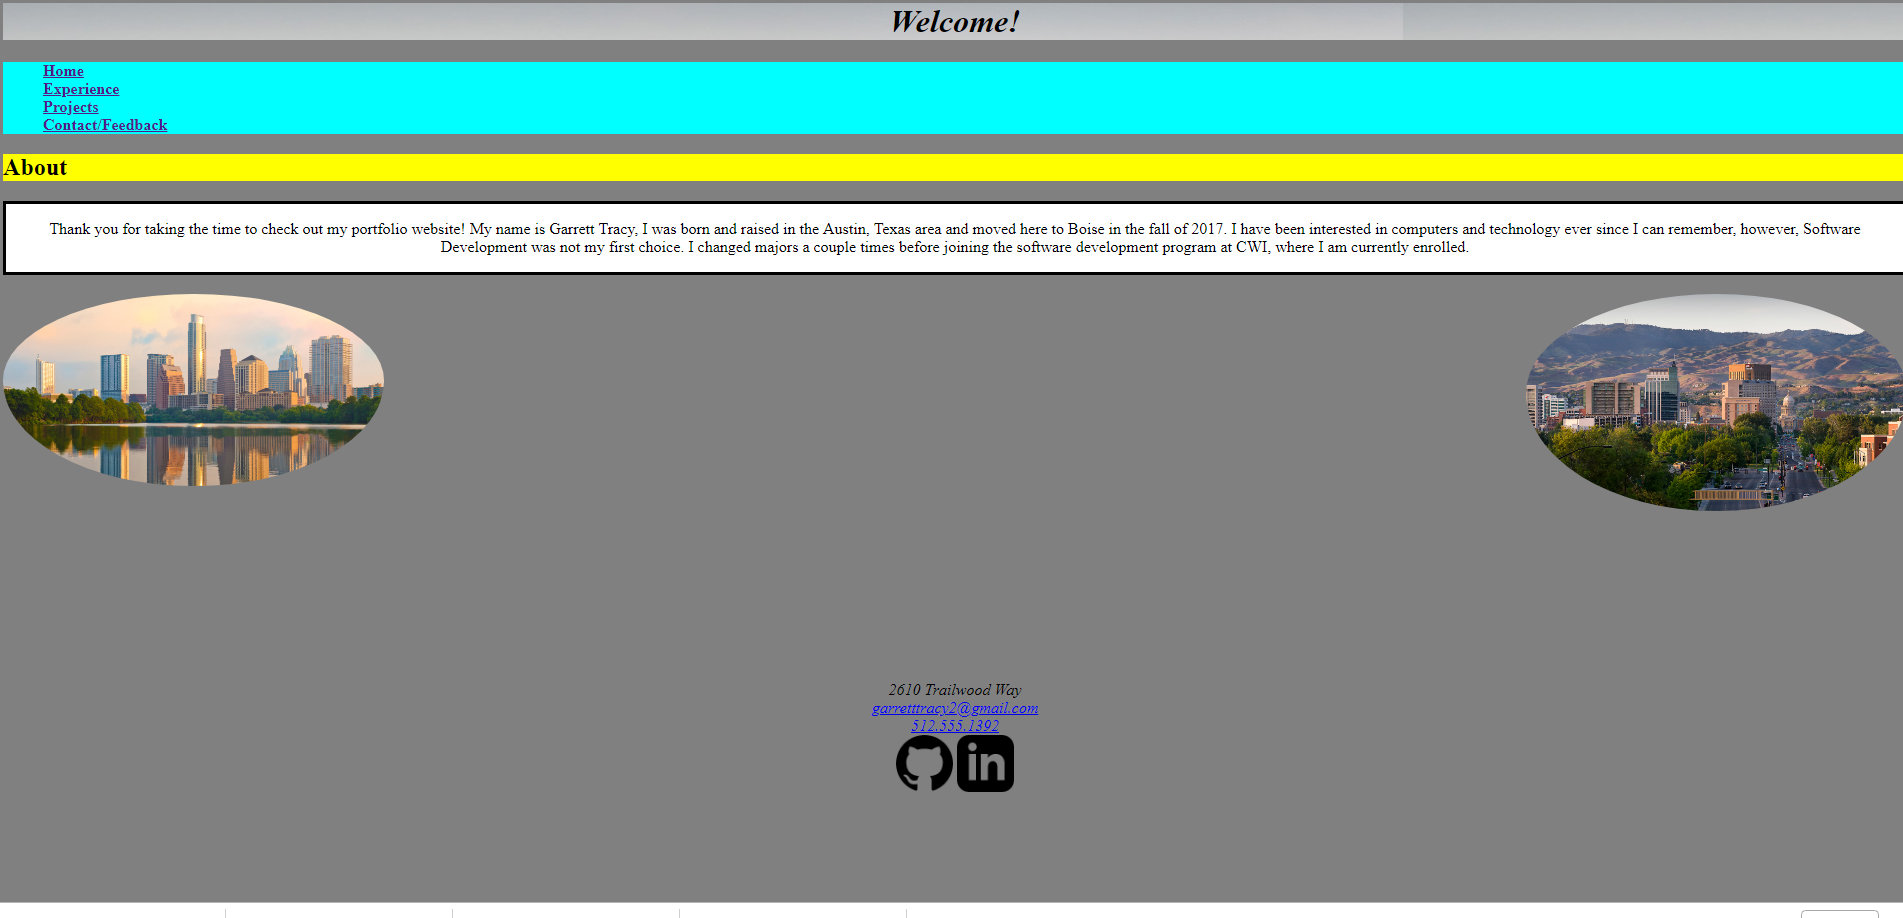 Welcome!
Home
Experience
Projects
Contact/Feedback
About
Thank you for taking the time to check out my portfolio website! My name is Garrett Tracy, I was born and raised in the Austin, Texas area and moved here to Boise in the fall of 2017. I have been interested in computers and technology ever since I can remember, however, Software
Development was not my first choice. I changed majors a couple times before joining the software development program at CWI, where I am currently enrolled.
2610 Trailwood Way
garretttracy2@gmail.com
512.555.1392
in